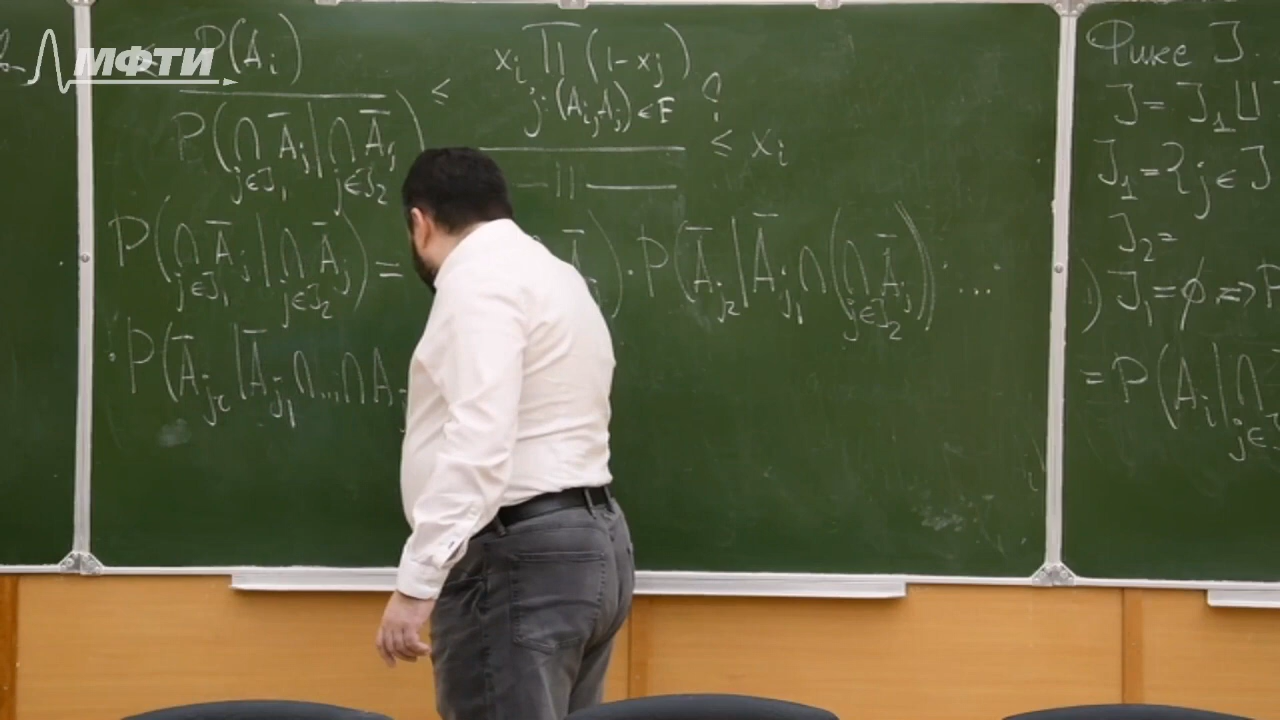 МФТИ
≤ P(A_i) / P(⋂_{j∈J_1} Ā_j | ⋂_{j∈J_2} Ā_j) ≤ x_i ∏_{j:(A_i,A_j)∈E} (1-x_j) / -||- ≤ x_i
?
P(⋂_{j∈J_1} Ā_j | ⋂_{j∈J_2} Ā_j) =
· P(Ā_{j_2} | Ā_{j_1} ⋂ (⋂_{j∈J_2} Ā_j)) · ...
· P(Ā_{j_r} | Ā_{j_1} ∩ ... ∩ A
Фикс J.
J = J_1 ⊔
J_1 = { j ∈ J
J_2 =
J_1 = ∅ => P
= P(A_i | ⋂_{j∈J